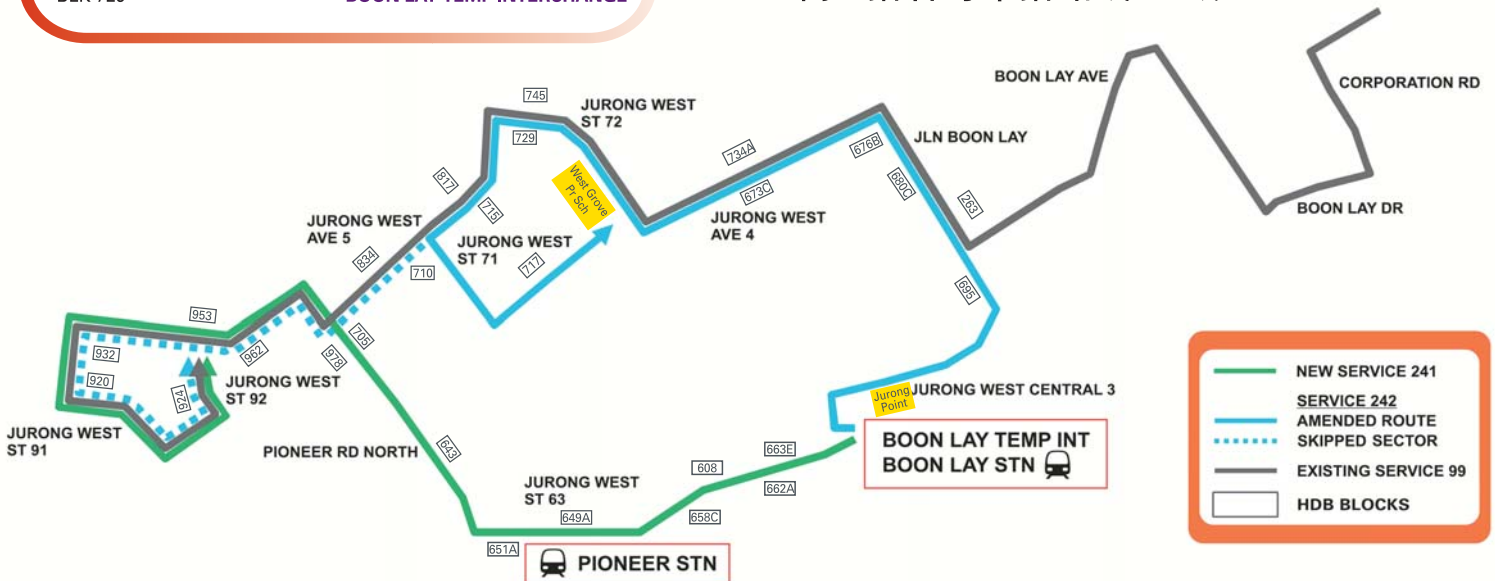 BOON LAY AVE
CORPORATION RD
745
JURONG WEST
ST 72
729
734A
676B
JLN BOON LAY
West Grove
Pr Sch
817
715
673C
680C
263
BOON LAY DR
JURONG WEST
AVE 5
JURONG WEST
ST 71
JURONG WEST
AVE 4
834
710
717
695
953
705
932
962
978
920
924
JURONG WEST
ST 92
Jurong
Point
JURONG WEST CENTRAL 3
JURONG WEST
ST 91
PIONEER RD NORTH
643
663E
BOON LAY TEMP INT
BOON LAY STN
608
662A
JURONG WEST
ST 63
649A
658C
651A
PIONEER STN
NEW SERVICE 241
SERVICE 242
AMENDED ROUTE
SKIPPED SECTOR
EXISTING SERVICE 99
HDB BLOCKS